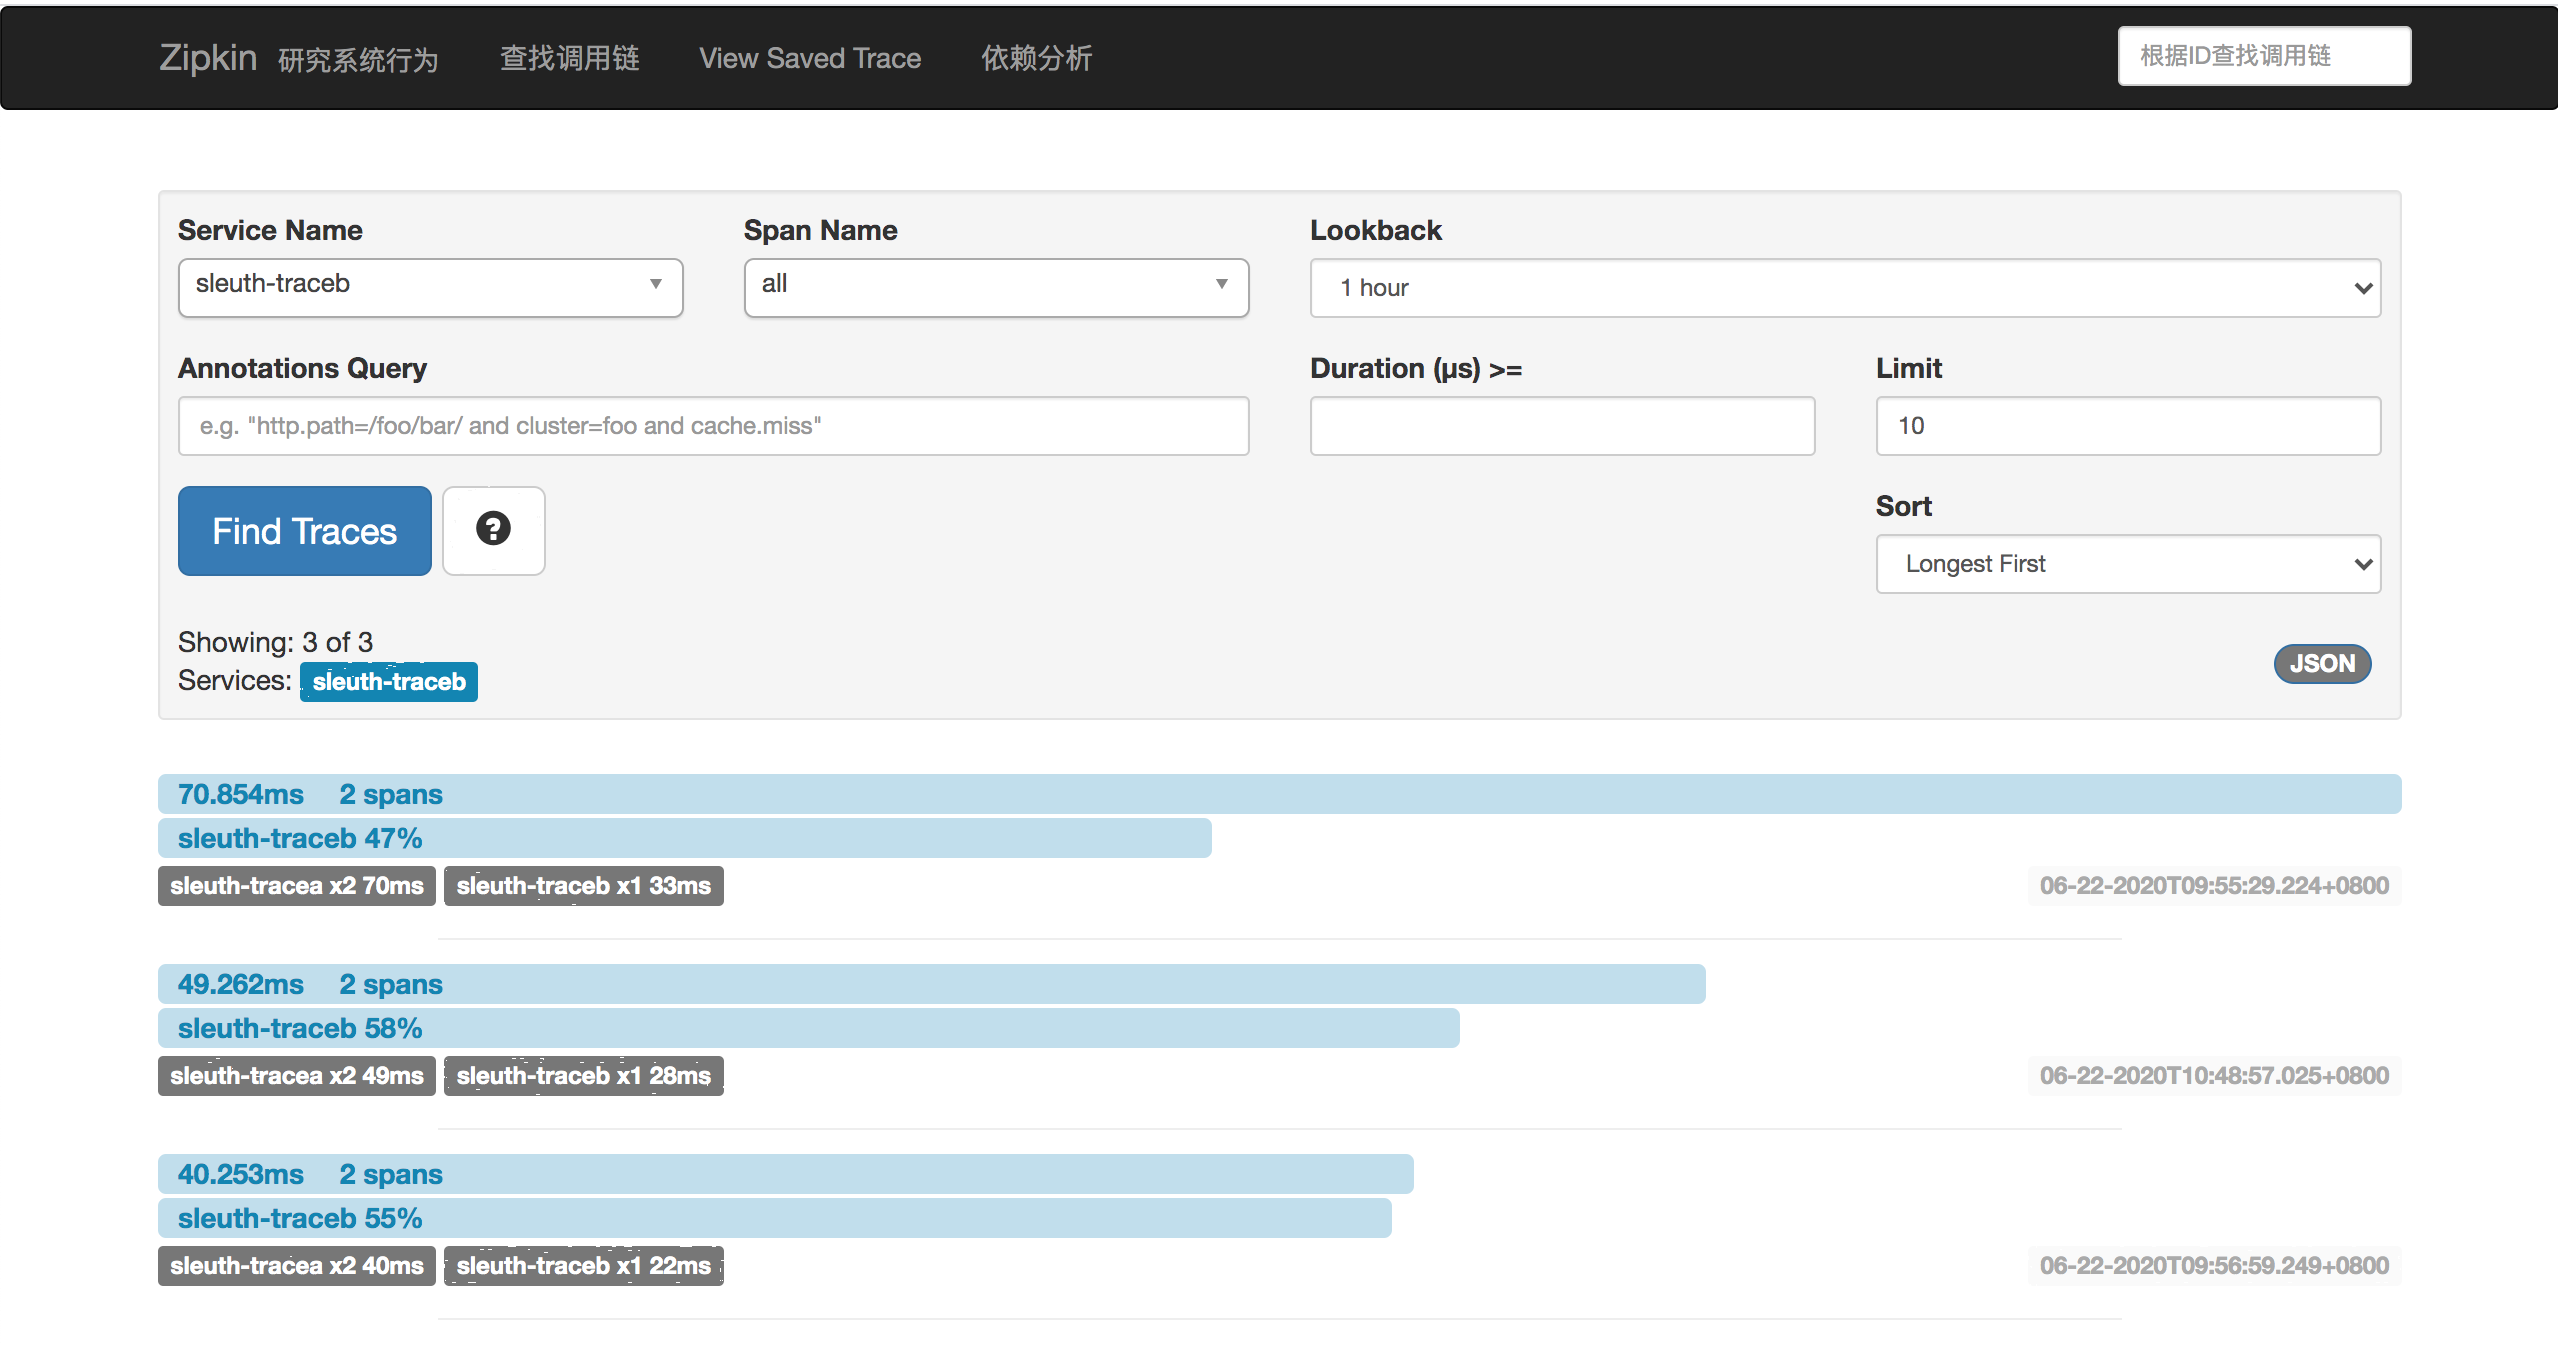 Zipkin 研究系统行为 查找调用链 View Saved Trace 依赖分析 根据ID查找调用链
Service Name Span Name Lookback
sleuth-traceb all 1 hour
Annotations Query Duration (μs) >= Limit
e.g. "http.path=/foo/bar/ and cluster=foo and cache.miss" 10
Find Traces ?
Sort
Longest First
Showing: 3 of 3
Services: sleuth-traceb JSON
70.854ms 2 spans
sleuth-traceb 47%
sleuth-tracea x2 70ms sleuth-traceb x1 33ms 06-22-2020T09:55:29.224+0800
49.262ms 2 spans
sleuth-traceb 58%
sleuth-tracea x2 49ms sleuth-traceb x1 28ms 06-22-2020T10:48:57.025+0800
40.253ms 2 spans
sleuth-traceb 55%
sleuth-tracea x2 40ms sleuth-traceb x1 22ms 06-22-2020T09:56:59.249+0800